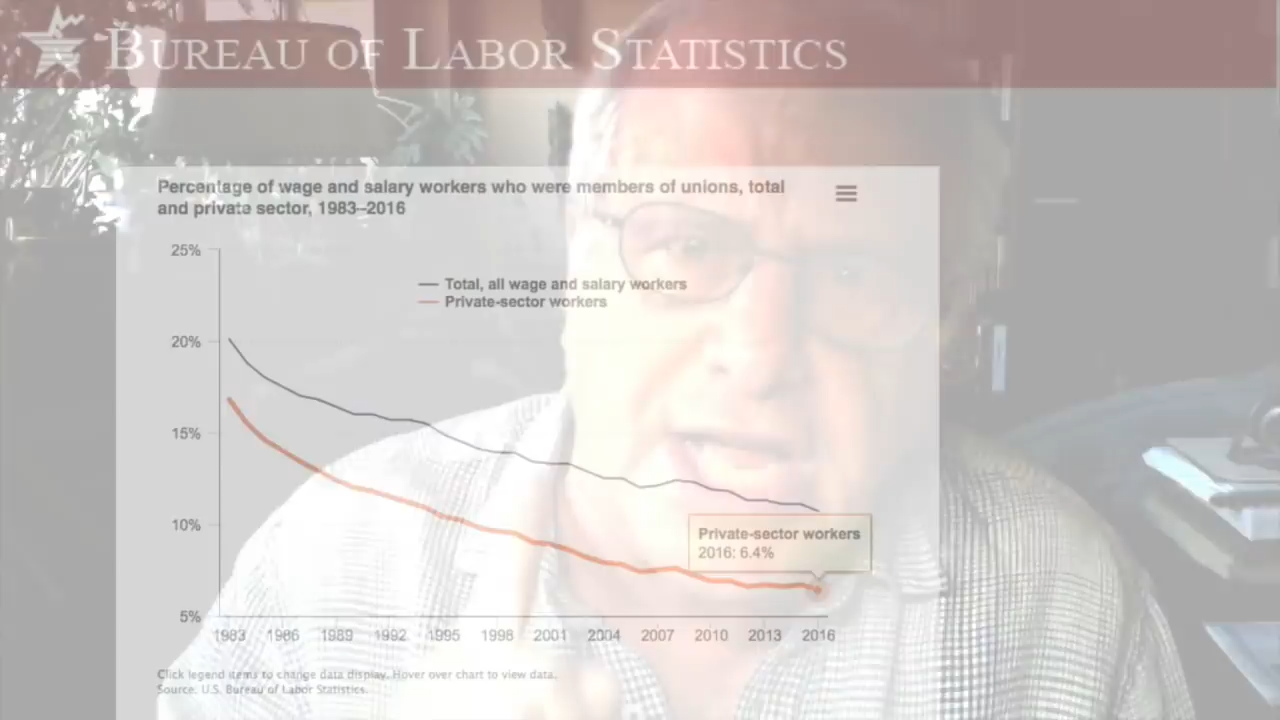 BUREAU OF LABOR STATISTICS
Percentage of wage and salary workers who were members of unions, total
and private sector, 1983–2016
25%
Total, all wage and salary workers
Private-sector workers
20%
15%
10%
Private-sector workers
2016: 6.4%
5%
1983 1986 1989 1992 1995 1998 2001 2004 2007 2010 2013 2016
Click legend items to change data display. Hover over chart to view data.
Source: U.S. Bureau of Labor Statistics.